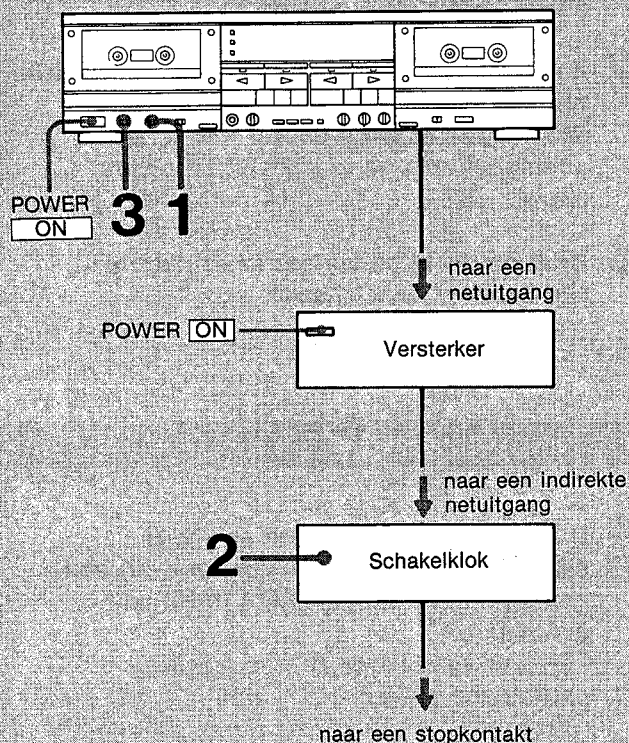 POWER
ON
3 1
naar een
netuitgang
POWER ON
Versterker
naar een indirekte
netuitgang
2
Schakelklok
naar een stopkontakt